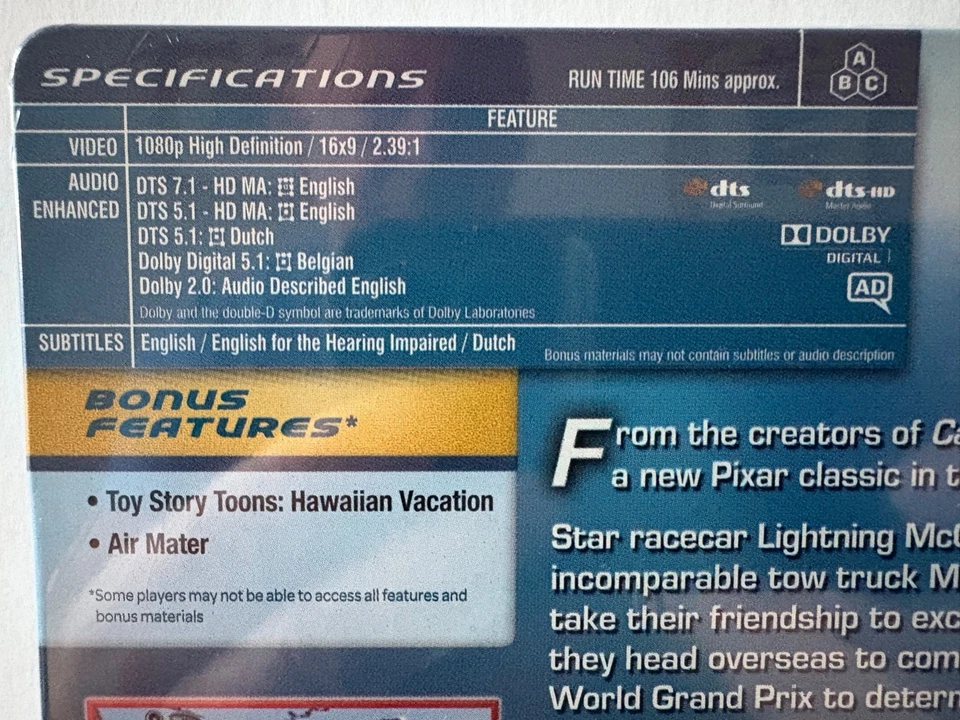 SPECIFICATIONS
RUN TIME 106 Mins approx.
A
B C
FEATURE
VIDEO 1080p High Definition / 16x9 / 2.39:1
AUDIO ENHANCED
DTS 7.1 - HD MA: English
DTS 5.1 - HD MA: English
DTS 5.1: Dutch
Dolby Digital 5.1: Belgian
Dolby 2.0: Audio Described English
Dolby and the double-D symbol are trademarks of Dolby Laboratories
dts
Digital Surround
dts-HD
Master Audio
DOLBY
DIGITAL
AD
SUBTITLES English / English for the Hearing Impaired / Dutch
Bonus materials may not contain subtitles or audio description
BONUS
FEATURES*
• Toy Story Toons: Hawaiian Vacation
• Air Mater
*Some players may not be able to access all features and
bonus materials
From the creators of
a new Pixar classic in
Star racecar Lightning
incomparable tow truck
take their friendship to
they head overseas to
World Grand Prix to